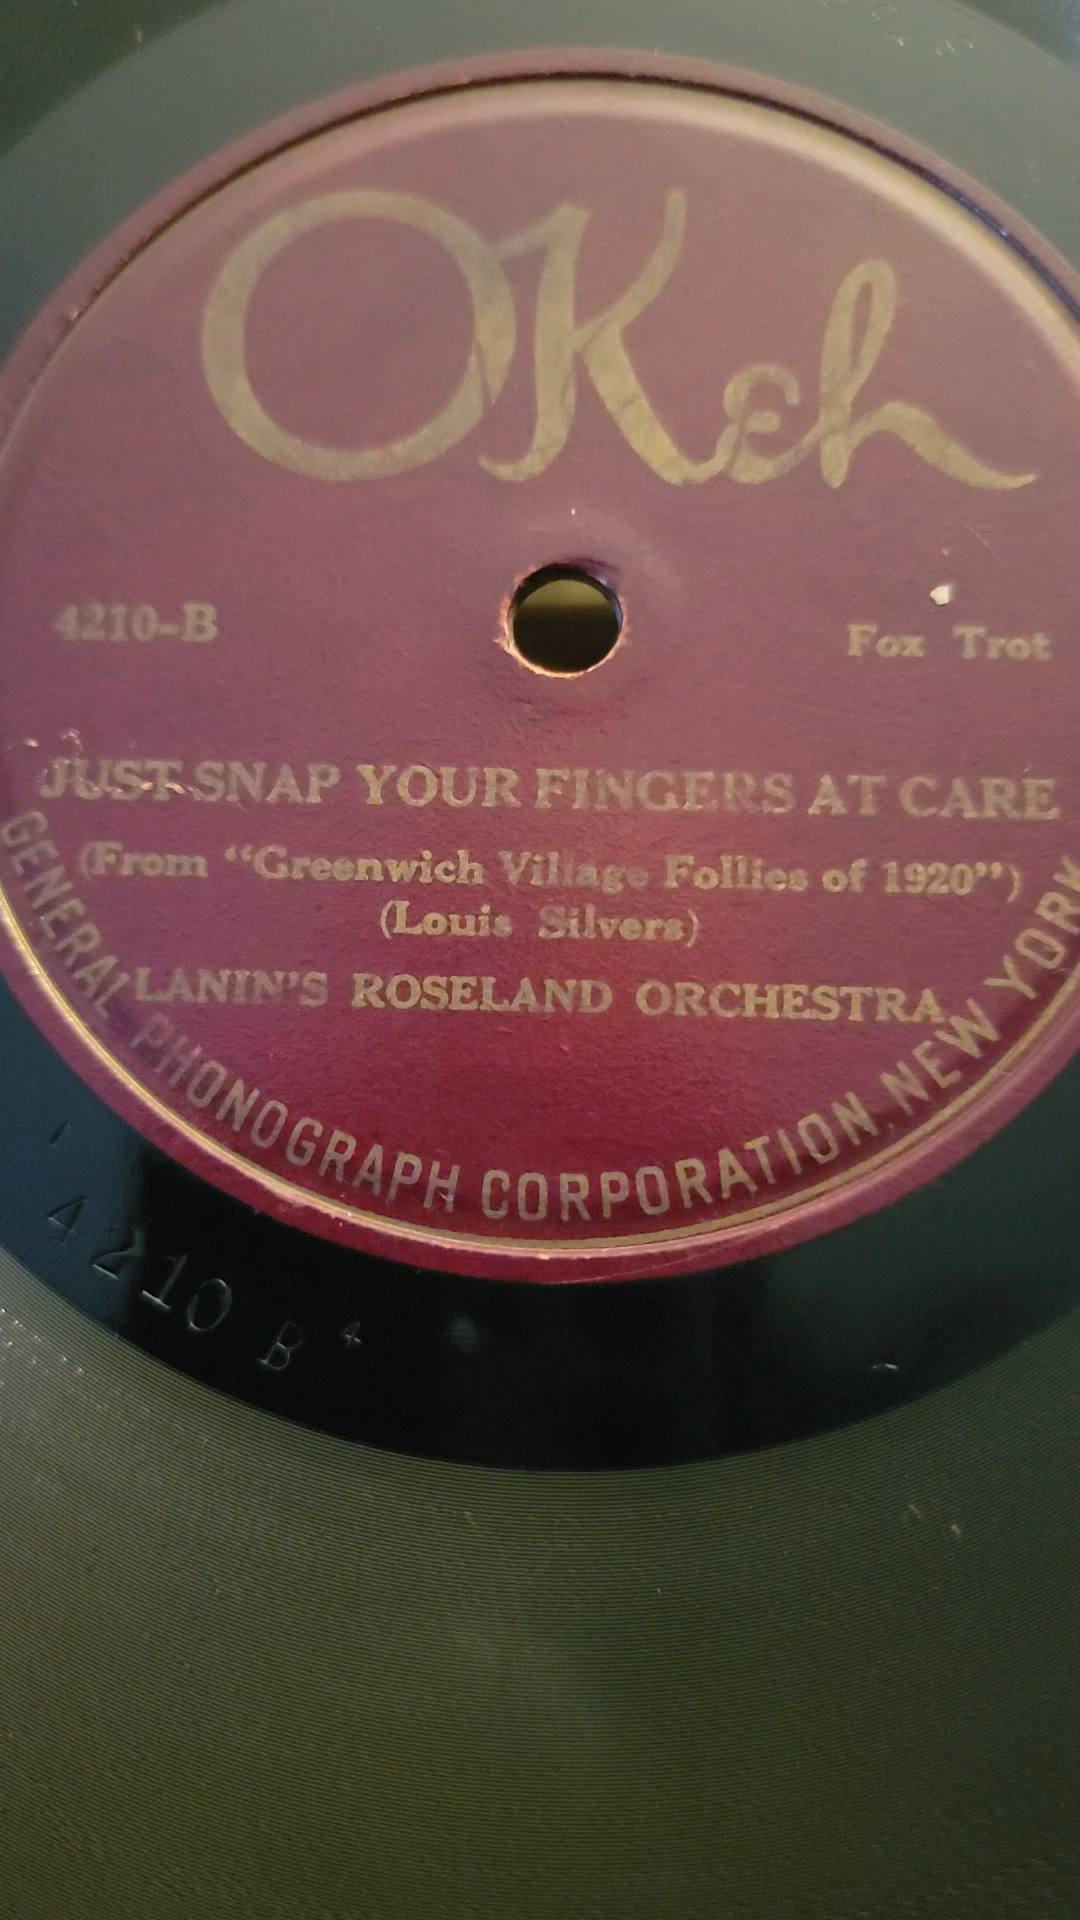 OKeh
4210-B
Fox Trot
JUST SNAP YOUR FINGERS AT CARE
(From “Greenwich Village Follies of 1920”)
(Louis Silvers)
LANIN'S ROSELAND ORCHESTRA
GENERAL PHONOGRAPH CORPORATION NEW YORK
4210 B 4